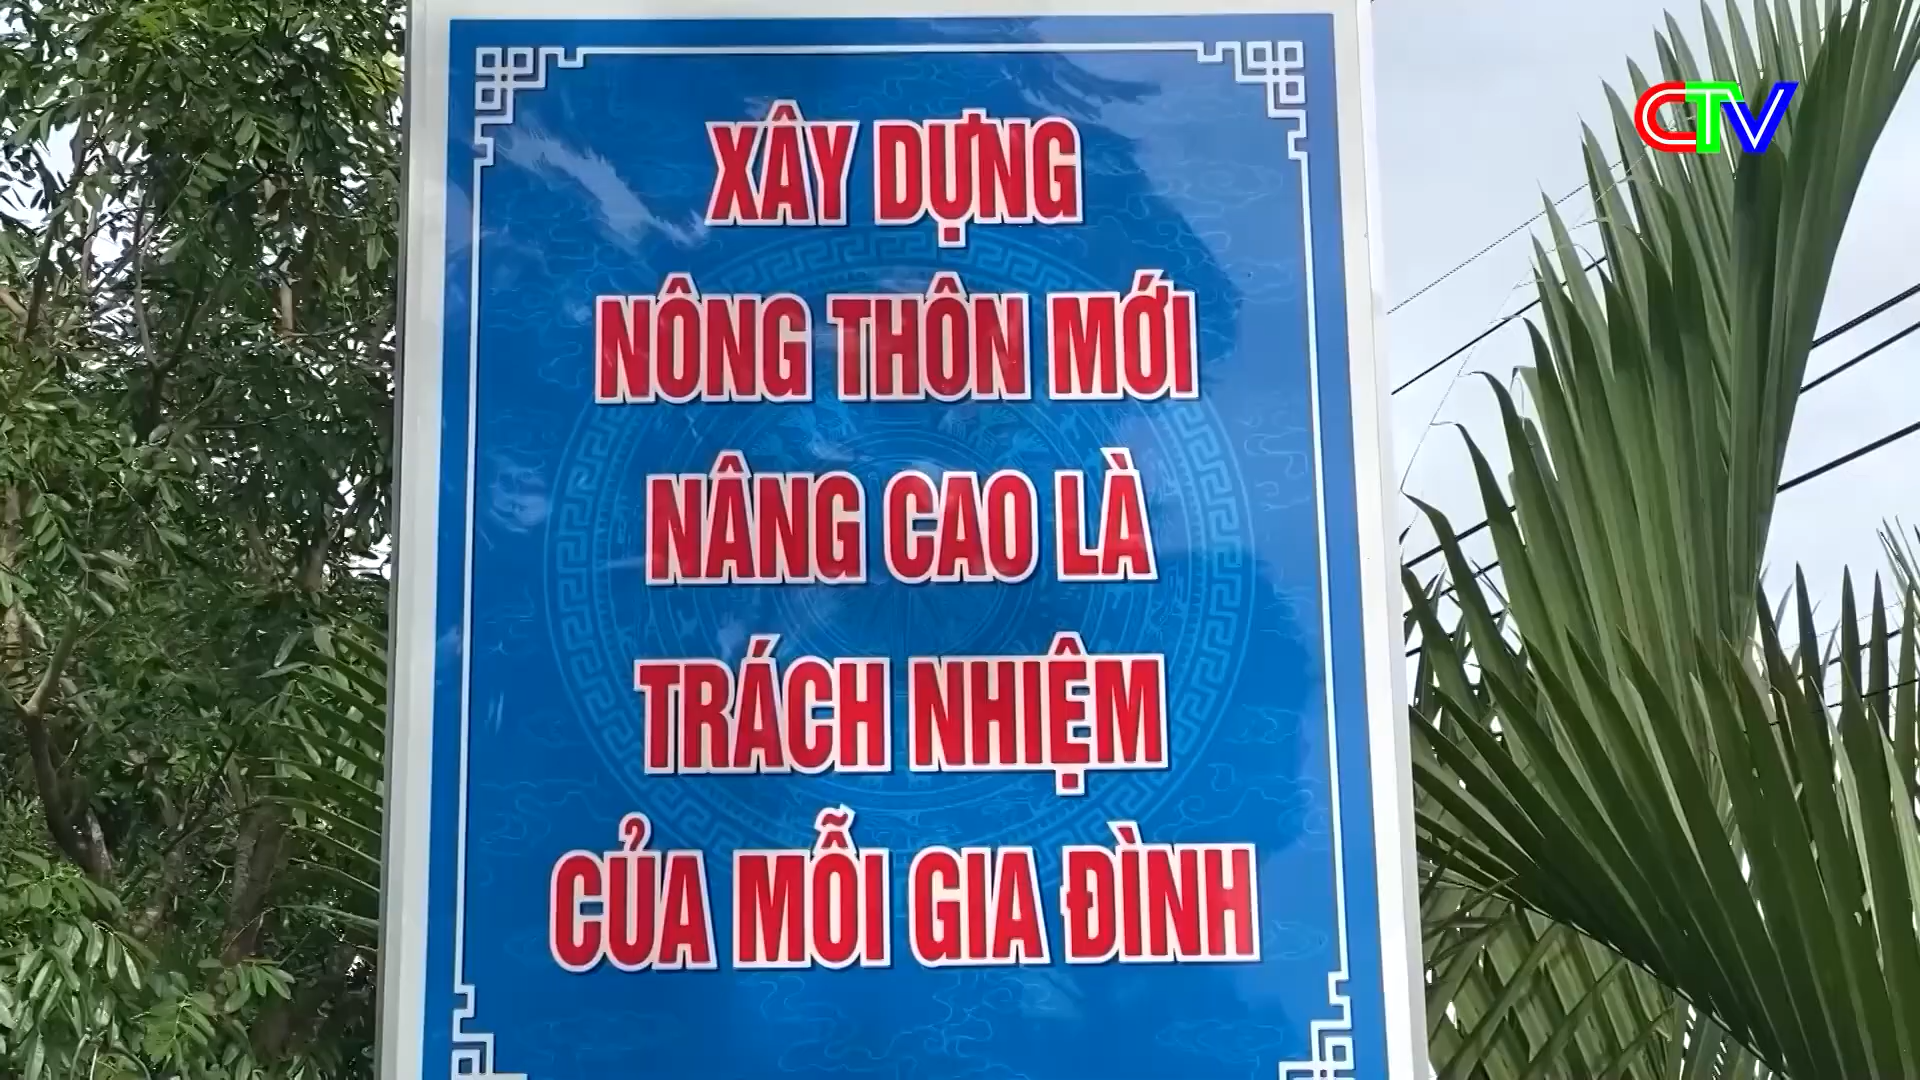 CTV
XÂY DỰNG
NÔNG THÔN MỚI
NÂNG CAO LÀ
TRÁCH NHIỆM
CỦA MỖI GIA ĐÌNH